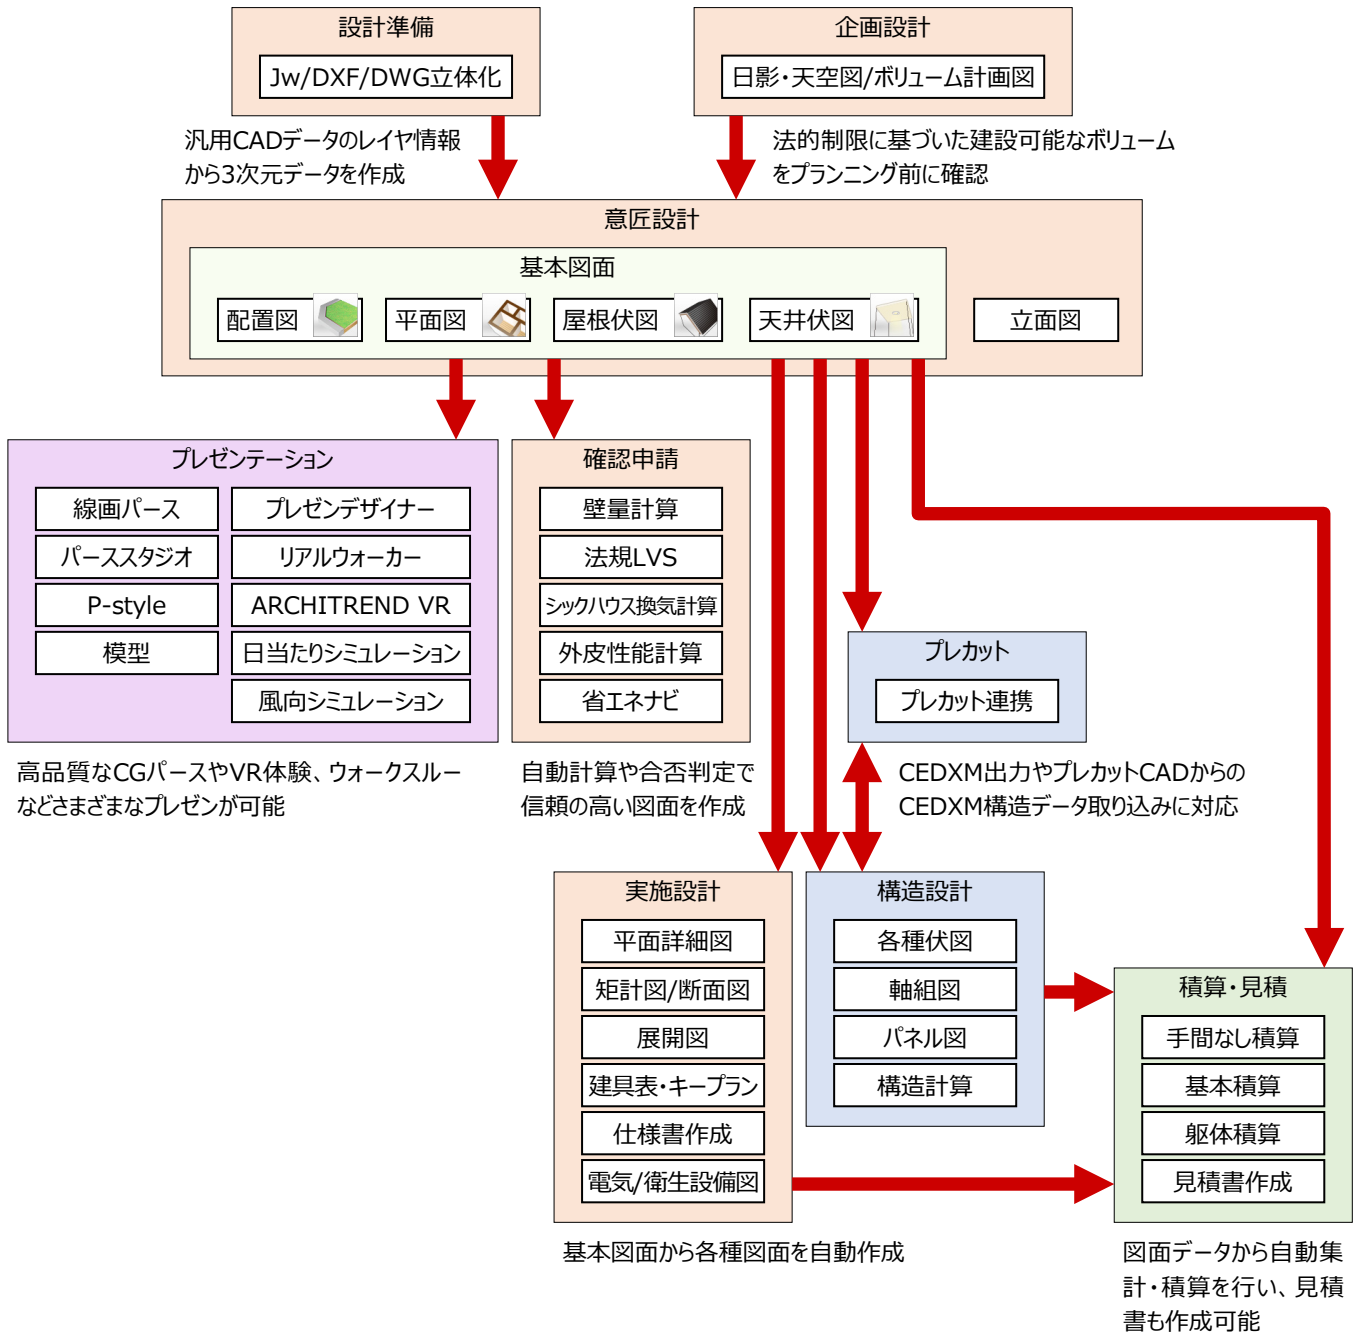 設計準備
Jw/DXF/DWG立体化
企画設計
日影・天空図/ボリューム計画図
汎用CADデータのレイヤ情報
から3次元データを作成
法的制限に基づいた建設可能なボリューム
をプランニング前に確認
意匠設計
基本図面
配置図
平面図
屋根伏図
天井伏図
立面図
プレゼンテーション
線画パース
パーススタジオ
P-style
模型
プレゼンデザイナー
リアルウォーカー
ARCHITREND VR
日当たりシミュレーション
風向シミュレーション
高品質なCGパースやVR体験、ウォークスルー
などさまざまなプレゼンが可能
確認申請
壁量計算
法規LVS
シックハウス換気計算
外皮性能計算
省エネナビ
自動計算や合否判定で
信頼の高い図面を作成
プレカット
プレカット連携
CEDXM出力やプレカットCADからの
CEDXM構造データ取り込みに対応
実施設計
平面詳細図
矩計図/断面図
展開図
建具表・キープラン
仕様書作成
電気/衛生設備図
基本図面から各種図面を自動作成
構造設計
各種伏図
軸組図
パネル図
構造計算
積算・見積
手間なし積算
基本積算
躯体積算
見積書作成
図面データから自動集
計・積算を行い、見積
書も作成可能